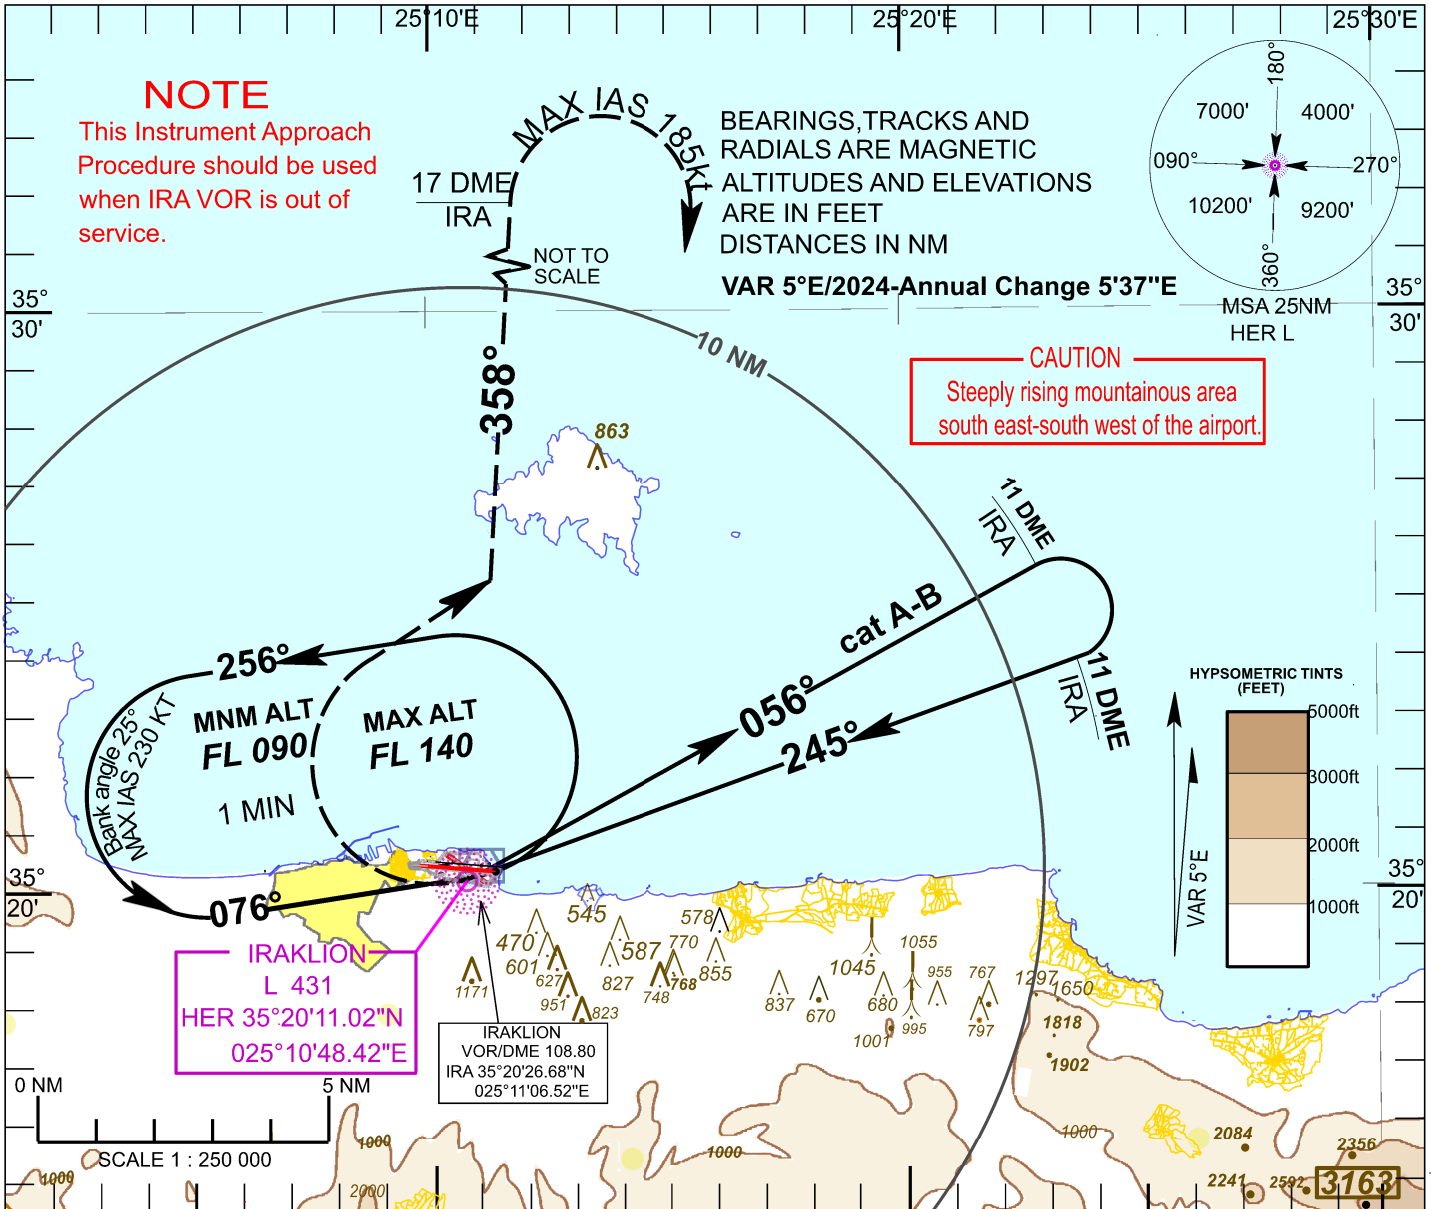 25°10'E
25°20'E
25°30'E
NOTE
This Instrument Approach
Procedure should be used
when IRA VOR is out of
service.
MAX IAS 185kt
17 DME
IRA
NOT TO
SCALE
BEARINGS,TRACKS AND
RADIALS ARE MAGNETIC
ALTITUDES AND ELEVATIONS
ARE IN FEET
DISTANCES IN NM
VAR 5°E/2024-Annual Change 5'37"E
180°
7000'
4000'
090°
270°
10200'
9200'
360°
MSA 25NM
HER L
35°
30'
35°
30'
10 NM
CAUTION
Steeply rising mountainous area
south east-south west of the airport.
358°
863
11 DME
IRA
cat A-B
056°
245°
11 DME
IRA
256°
MNM ALT
FL 090
MAX ALT
FL 140
1 MIN
Bank angle 25°
MAX IAS 230 KT
076°
HYPSOMETRIC TINTS
(FEET)
5000ft
3000ft
2000ft
1000ft
VAR 5°E
35°
20'
35°
20'
IRAKLION
L 431
HER 35°20'11.02"N
025°10'48.42"E
IRAKLION
VOR/DME 108.80
IRA 35°20'26.68"N
025°11'06.52"E
545
578
470
587
770
601
627
827
768
855
1171
951
748
823
837
670
1045
1055
680
955
767
995
797
1001
1297
1650
1818
1902
0 NM
5 NM
SCALE 1 : 250 000
1000
1000
2000
1000
1000
2084
2356
2241
2592
3163